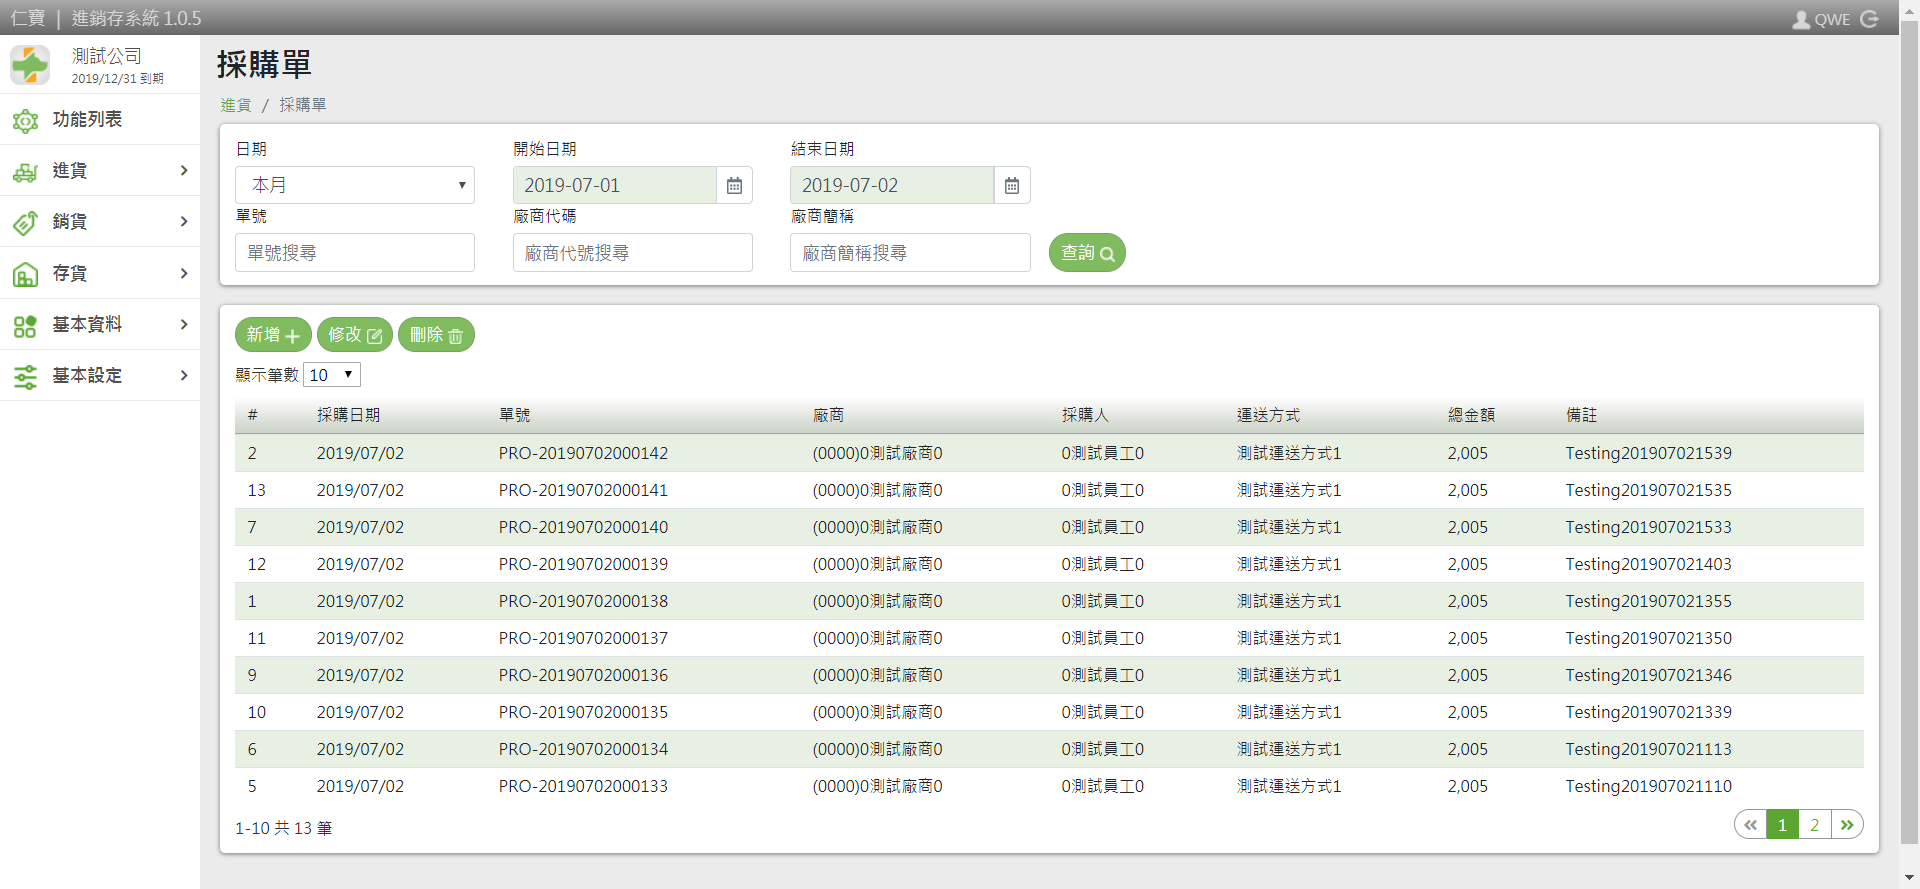 仁寶 | 進銷存系統 1.0.5
QWE
測試公司
2019/12/31 到期
功能列表
進貨
銷貨
存貨
基本資料
基本設定
採購單
進貨 / 採購單
日期 開始日期 結束日期
本月 2019-07-01 2019-07-02
單號 廠商代碼 廠商簡稱
單號搜尋 廠商代號搜尋 廠商簡稱搜尋 查詢
新增 修改 刪除
顯示筆數 10
# 採購日期 單號 廠商 採購人 運送方式 總金額 備註
2 2019/07/02 PRO-20190702000142 (0000)0測試廠商0 0測試員工0 測試運送方式1 2,005 Testing201907021539
13 2019/07/02 PRO-20190702000141 (0000)0測試廠商0 0測試員工0 測試運送方式1 2,005 Testing201907021535
7 2019/07/02 PRO-20190702000140 (0000)0測試廠商0 0測試員工0 測試運送方式1 2,005 Testing201907021533
12 2019/07/02 PRO-20190702000139 (0000)0測試廠商0 0測試員工0 測試運送方式1 2,005 Testing201907021403
1 2019/07/02 PRO-20190702000138 (0000)0測試廠商0 0測試員工0 測試運送方式1 2,005 Testing201907021355
11 2019/07/02 PRO-20190702000137 (0000)0測試廠商0 0測試員工0 測試運送方式1 2,005 Testing201907021350
9 2019/07/02 PRO-20190702000136 (0000)0測試廠商0 0測試員工0 測試運送方式1 2,005 Testing201907021346
10 2019/07/02 PRO-20190702000135 (0000)0測試廠商0 0測試員工0 測試運送方式1 2,005 Testing201907021339
6 2019/07/02 PRO-20190702000134 (0000)0測試廠商0 0測試員工0 測試運送方式1 2,005 Testing201907021113
5 2019/07/02 PRO-20190702000133 (0000)0測試廠商0 0測試員工0 測試運送方式1 2,005 Testing201907021110
1-10 共 13 筆
« 1 2 »